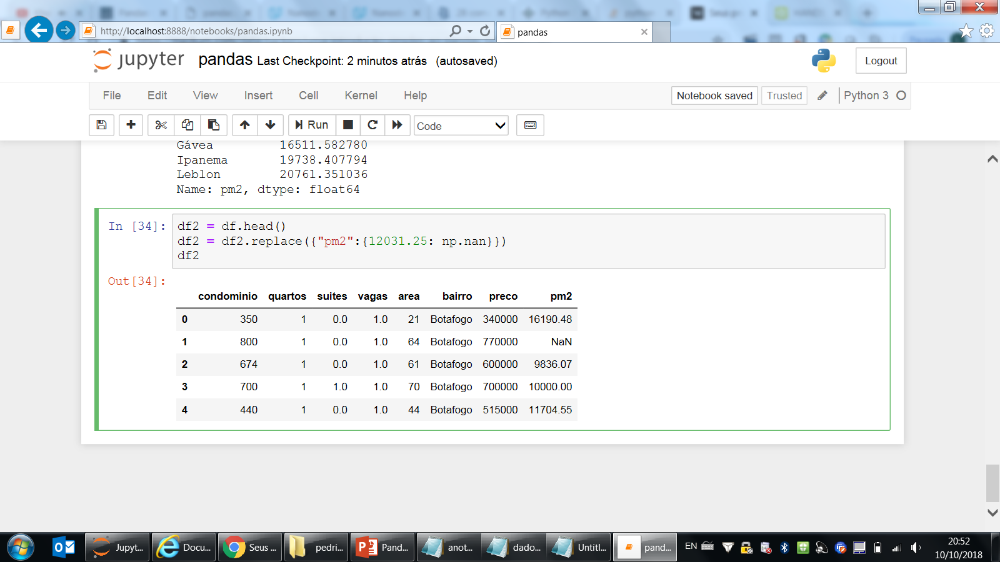 http://localhost:8888/notebooks/pandas.ipynb
pandas
jupyter pandas Last Checkpoint: 2 minutos atrás (autosaved)
Logout
File Edit View Insert Cell Kernel Help
Notebook saved Trusted Python 3
Run Code
Gávea 16511.582780
Ipanema 19738.407794
Leblon 20761.351036
Name: pm2, dtype: float64
In [34]: df2 = df.head()
df2 = df2.replace({"pm2":{12031.25: np.nan}})
df2
Out[34]:
condominio quartos suites vagas area bairro preco pm2
0 350 1 0.0 1.0 21 Botafogo 340000 16190.48
1 800 1 0.0 1.0 64 Botafogo 770000 NaN
2 674 1 0.0 1.0 61 Botafogo 600000 9836.07
3 700 1 1.0 1.0 70 Botafogo 700000 10000.00
4 440 1 0.0 1.0 44 Botafogo 515000 11704.55
Jupyt... Docu... Seus ... pedri... Pand... anot... dado... Untitl... pand... EN 20:52
10/10/2018